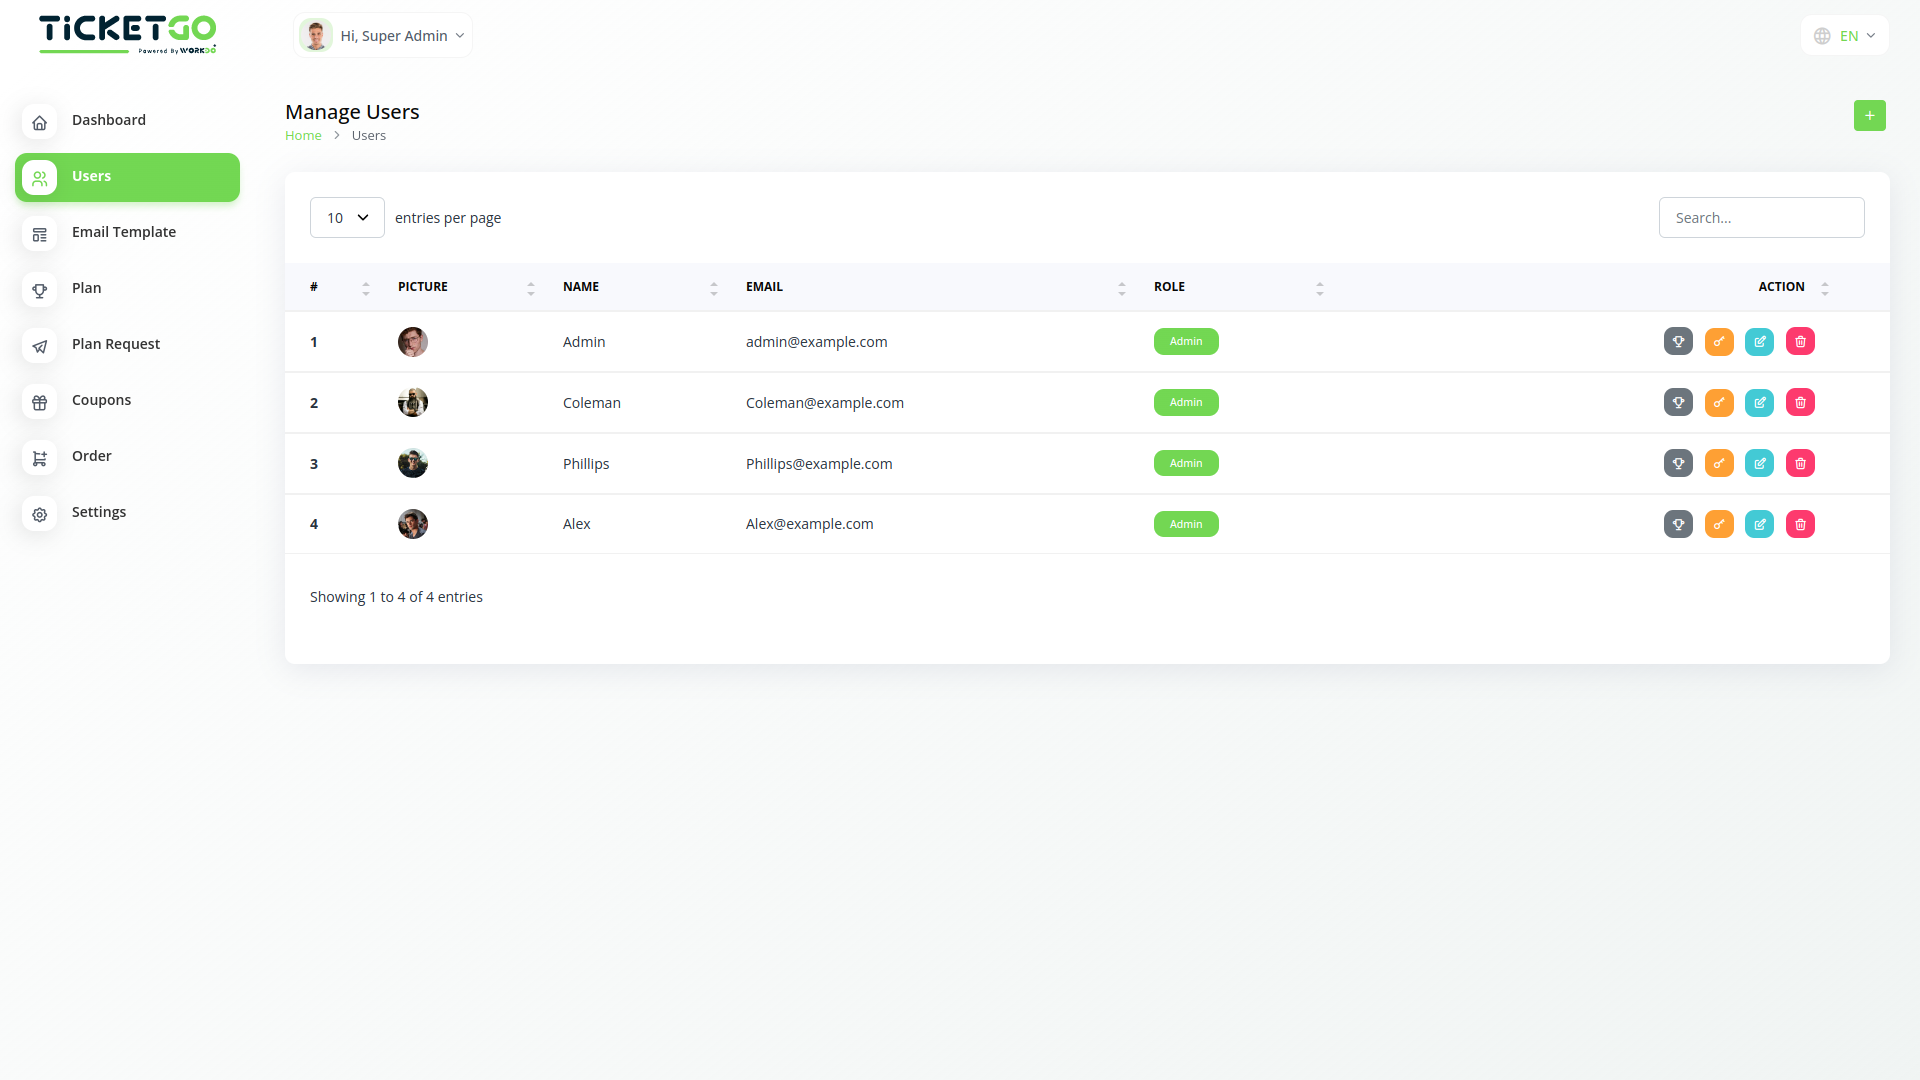 TICKETGO
Powered By WORKDO
Hi, Super Admin
EN
Dashboard
Users
Email Template
Plan
Plan Request
Coupons
Order
Settings
Manage Users
Home > Users
+
10 entries per page
Search...
# PICTURE NAME EMAIL ROLE ACTION
1 Admin admin@example.com Admin
2 Coleman Coleman@example.com Admin
3 Phillips Phillips@example.com Admin
4 Alex Alex@example.com Admin
Showing 1 to 4 of 4 entries